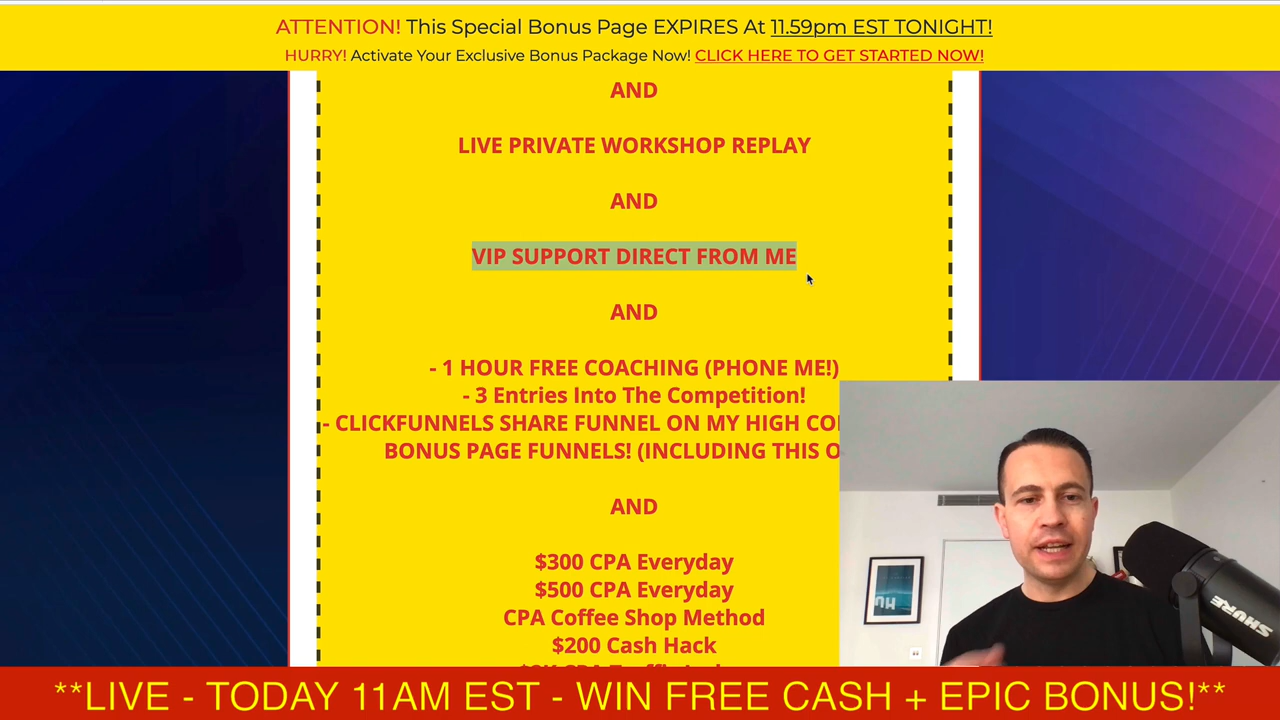 ATTENTION! This Special Bonus Page EXPIRES At 11.59pm EST TONIGHT!
HURRY! Activate Your Exclusive Bonus Package Now! CLICK HERE TO GET STARTED NOW!
AND
LIVE PRIVATE WORKSHOP REPLAY
AND
VIP SUPPORT DIRECT FROM ME
AND
- 1 HOUR FREE COACHING (PHONE ME!)
- 3 Entries Into The Competition!
- CLICKFUNNELS SHARE FUNNEL ON MY HIGH
BONUS PAGE FUNNELS! (INCLUDING THIS
AND
$300 CPA Everyday
$500 CPA Everyday
CPA Coffee Shop Method
$200 Cash Hack
SHURE
**LIVE - TODAY 11AM EST - WIN FREE CASH + EPIC BONUS!**